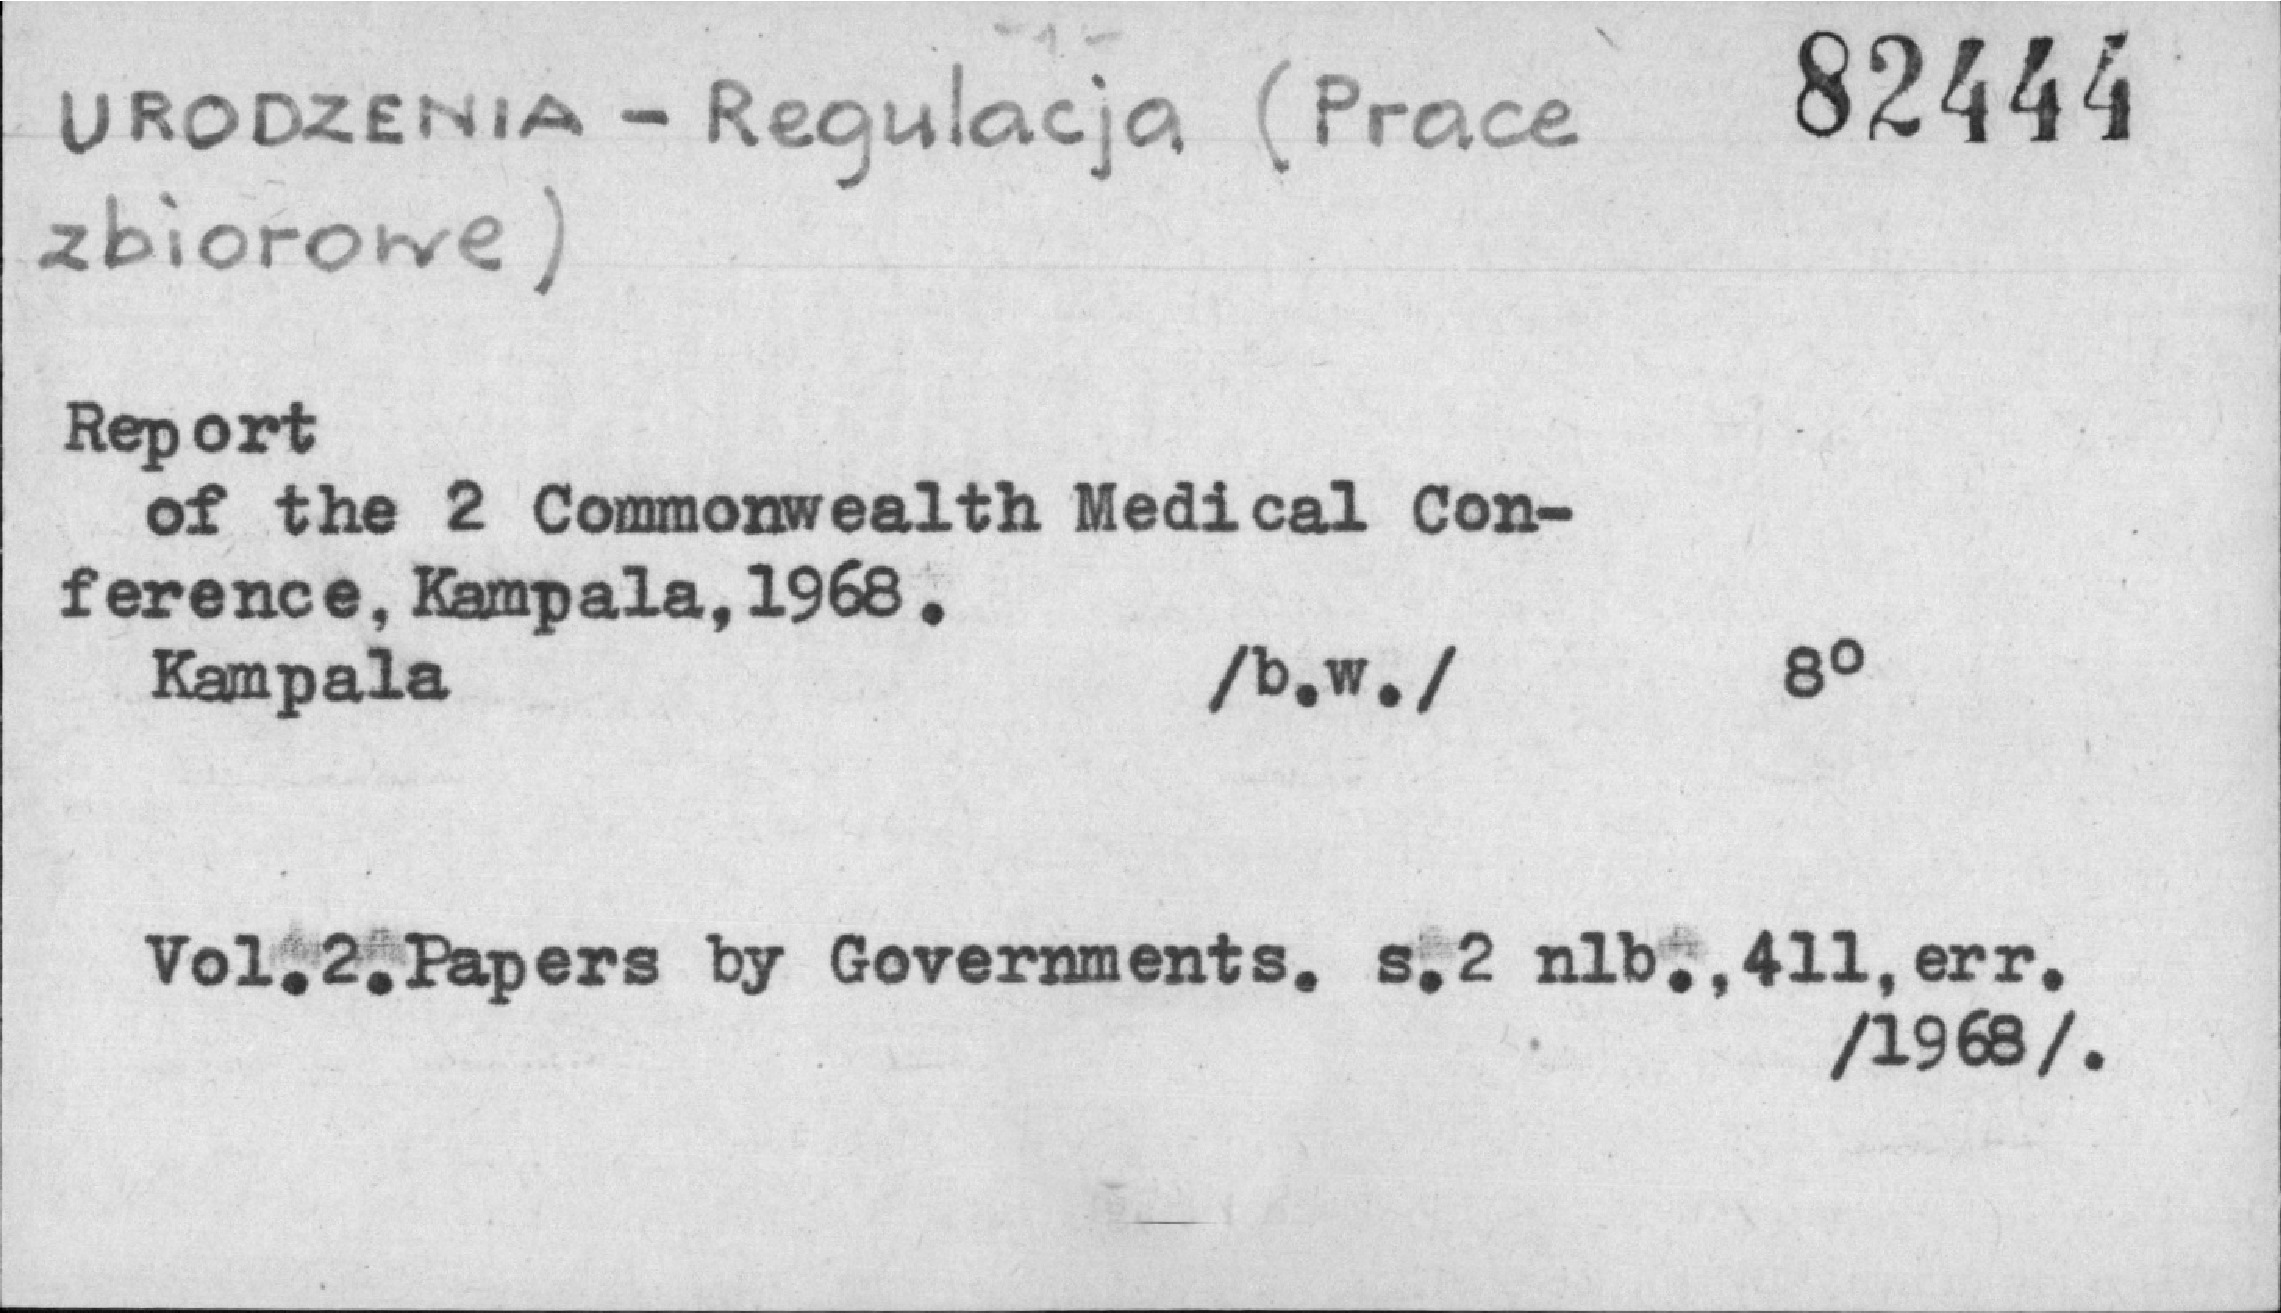 URODZENIA - Regulacja (Prace 82444
zbiorowe)
Report
of the 2 Commonwealth Medical Con-
ference, Kampala, 1968.
Kampala /b.w./ 8º
Vol.2.Papers by Governments. s.2 nlb.,411,err.
/1968/.